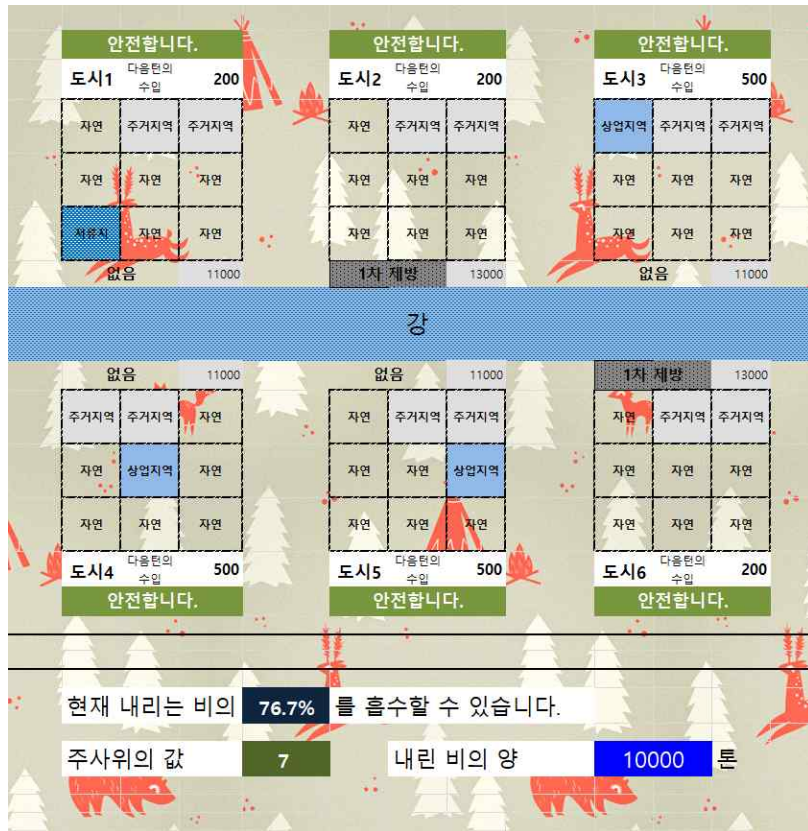 안전합니다. 안전합니다. 안전합니다.
도시1 다음턴의 수입 200 도시2 다음턴의 수입 200 도시3 다음턴의 수입 500
자연 주거지역 주거지역 자연 주거지역 주거지역 상업지역 주거지역 주거지역
자연 자연 자연 자연 자연 자연 자연 자연 자연
저류지 자연 자연 자연 자연 자연 자연 자연 자연
없음 11000 1차 제방 13000 없음 11000
강
없음 11000 없음 11000 1차 제방 13000
주거지역 주거지역 자연 자연 주거지역 주거지역 자연 주거지역 주거지역
자연 상업지역 자연 자연 자연 상업지역 자연 자연 자연
자연 자연 자연 자연 자연 자연 자연 자연 자연
도시4 다음턴의 수입 500 도시5 다음턴의 수입 500 도시6 다음턴의 수입 200
안전합니다. 안전합니다. 안전합니다.
현재 내리는 비의 76.7% 를 흡수할 수 있습니다.
주사위의 값 7 내린 비의 양 10000 톤